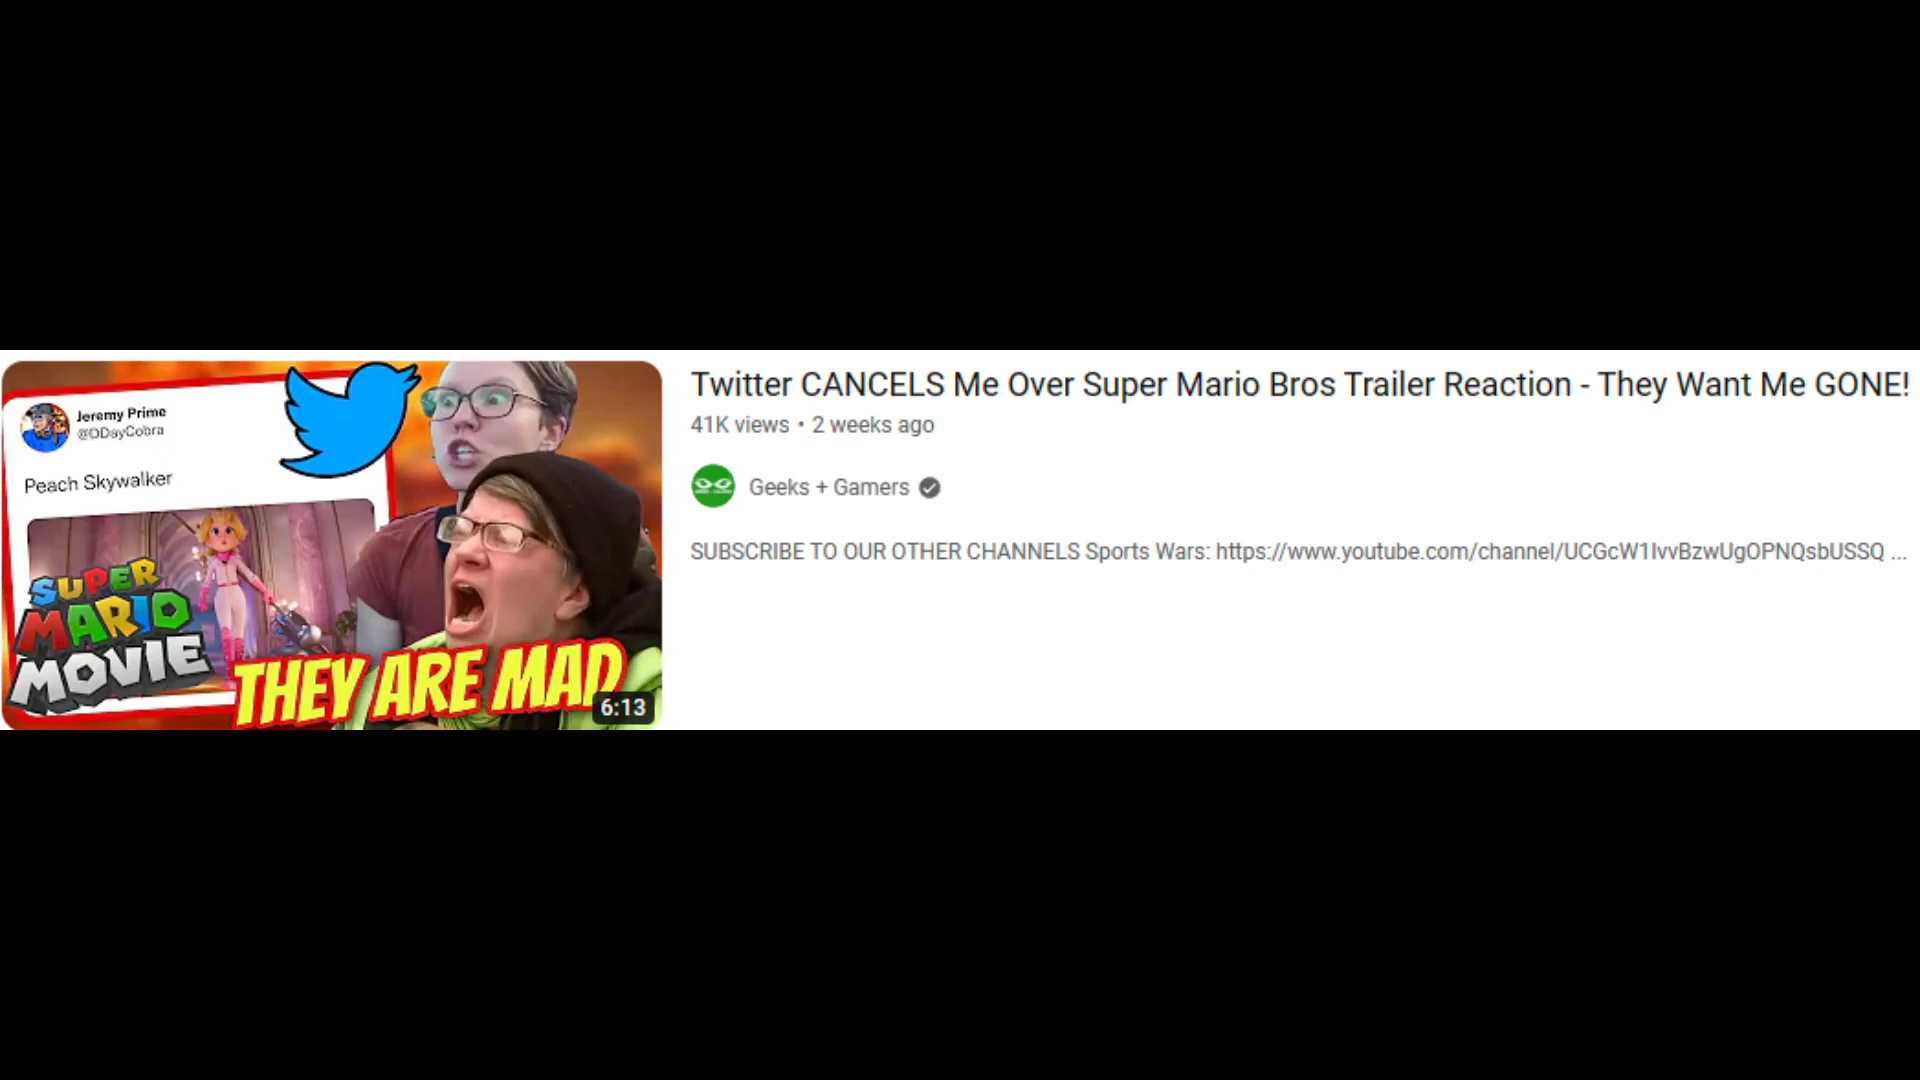 Jeremy Prime
@DDayCobra
Peach Skywalker
SUPER
MARIO
MOVIE
THEY ARE MAD
6:13
Twitter CANCELS Me Over Super Mario Bros Trailer Reaction - They Want Me GONE!
41K views • 2 weeks ago
Geeks + Gamers
SUBSCRIBE TO OUR OTHER CHANNELS Sports Wars: https://www.youtube.com/channel/UCGcW1IvvBzwUgOPNQsbUSSQ ...